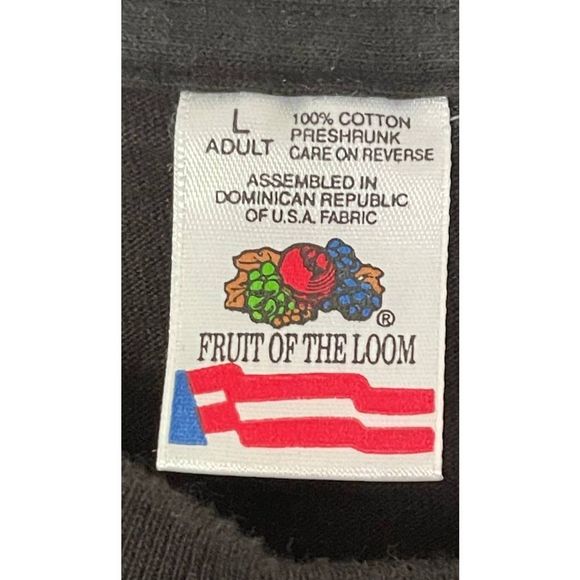 L
ADULT
100% COTTON
PRESHRUNK
CARE ON REVERSE
ASSEMBLED IN
DOMINICAN REPUBLIC
OF U.S.A. FABRIC
®
FRUIT OF THE LOOM